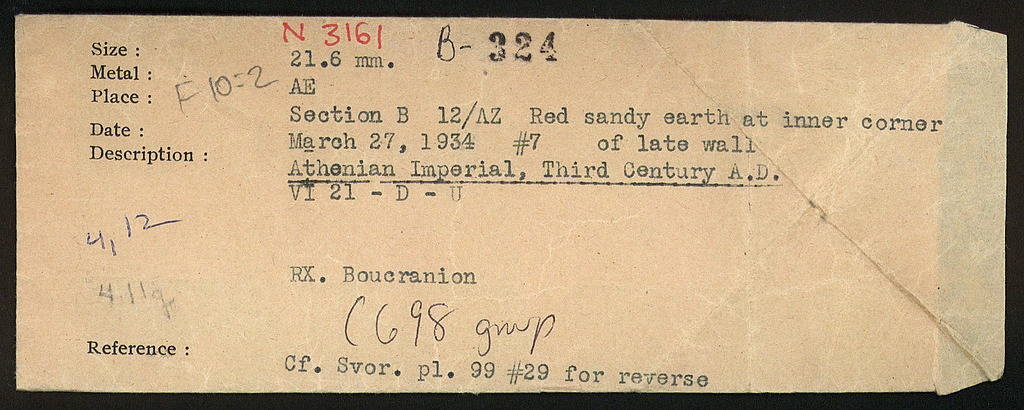 N 3161 B- 324
Size : 21.6 mm.
Metal : AE
F 10=2
Place : Section B 12/ΛZ Red sandy earth at inner corner
Date : March 27, 1934 #7 of late wall
Description : Athenian Imperial, Third Century A.D.
VI 21 - D - U
4,12
4.11g
RX. Boucranion
C698 group
Reference : Cf. Svor. pl. 99 #29 for reverse